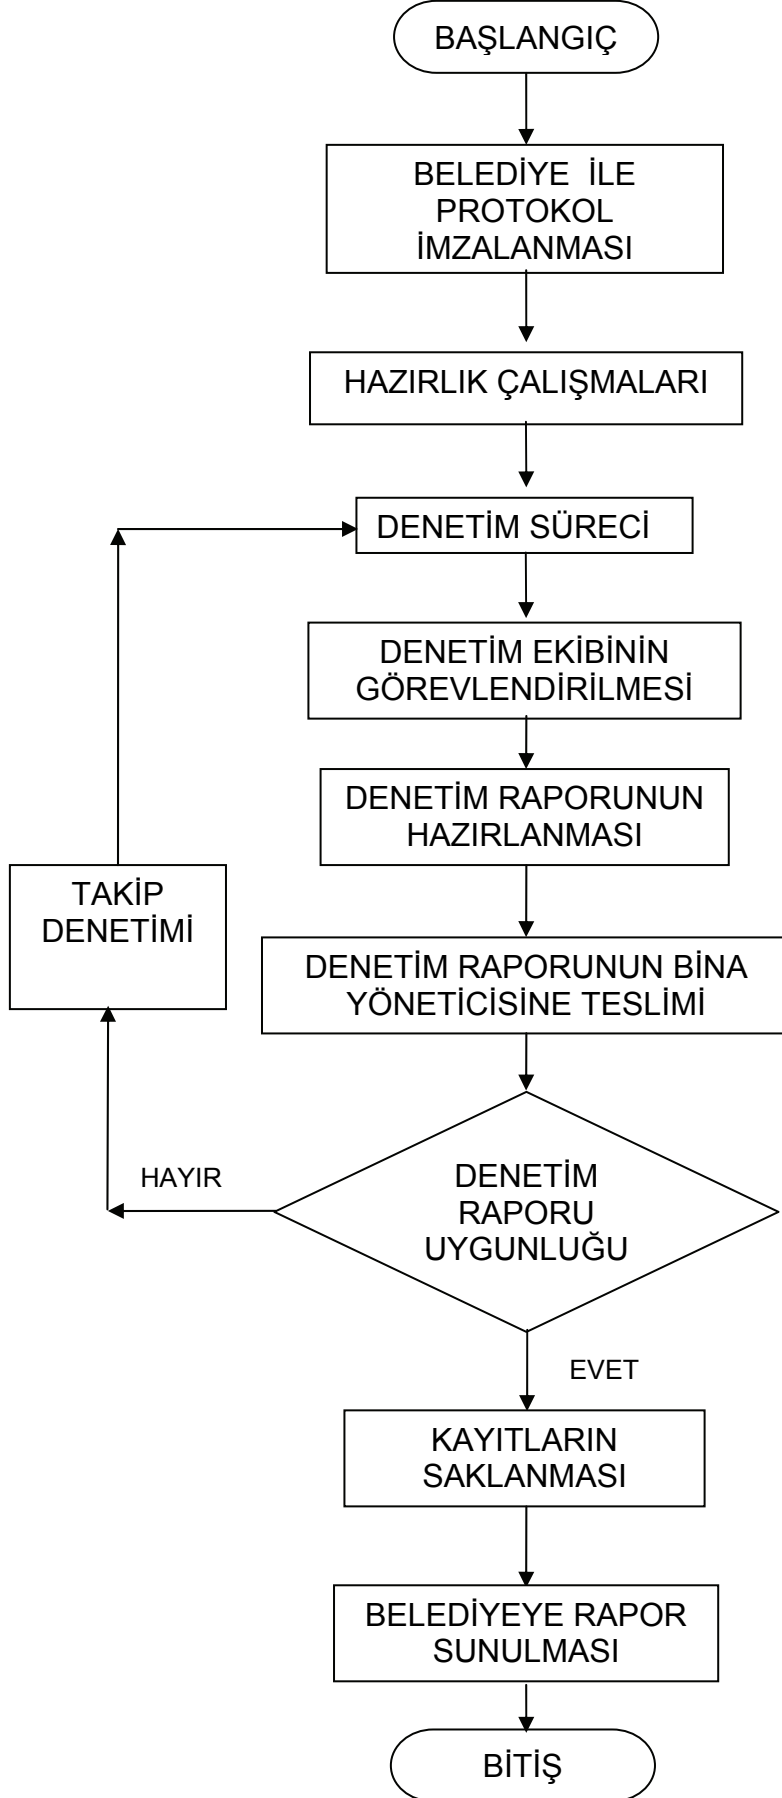 BAŞLANGIÇ
BELEDİYE İLE
PROTOKOL
İMZALANMASI
HAZIRLIK ÇALIŞMALARI
DENETİM SÜRECİ
DENETİM EKİBİNİN
GÖREVLENDİRİLMESİ
DENETİM RAPORUNUN
HAZIRLANMASI
TAKİP
DENETİMİ
DENETİM RAPORUNUN BİNA
YÖNETİCİSİNE TESLİMİ
HAYIR
DENETİM
RAPORU
UYGUNLUĞU
EVET
KAYITLARIN
SAKLANMASI
BELEDİYEYE RAPOR
SUNULMASI
BİTİŞ